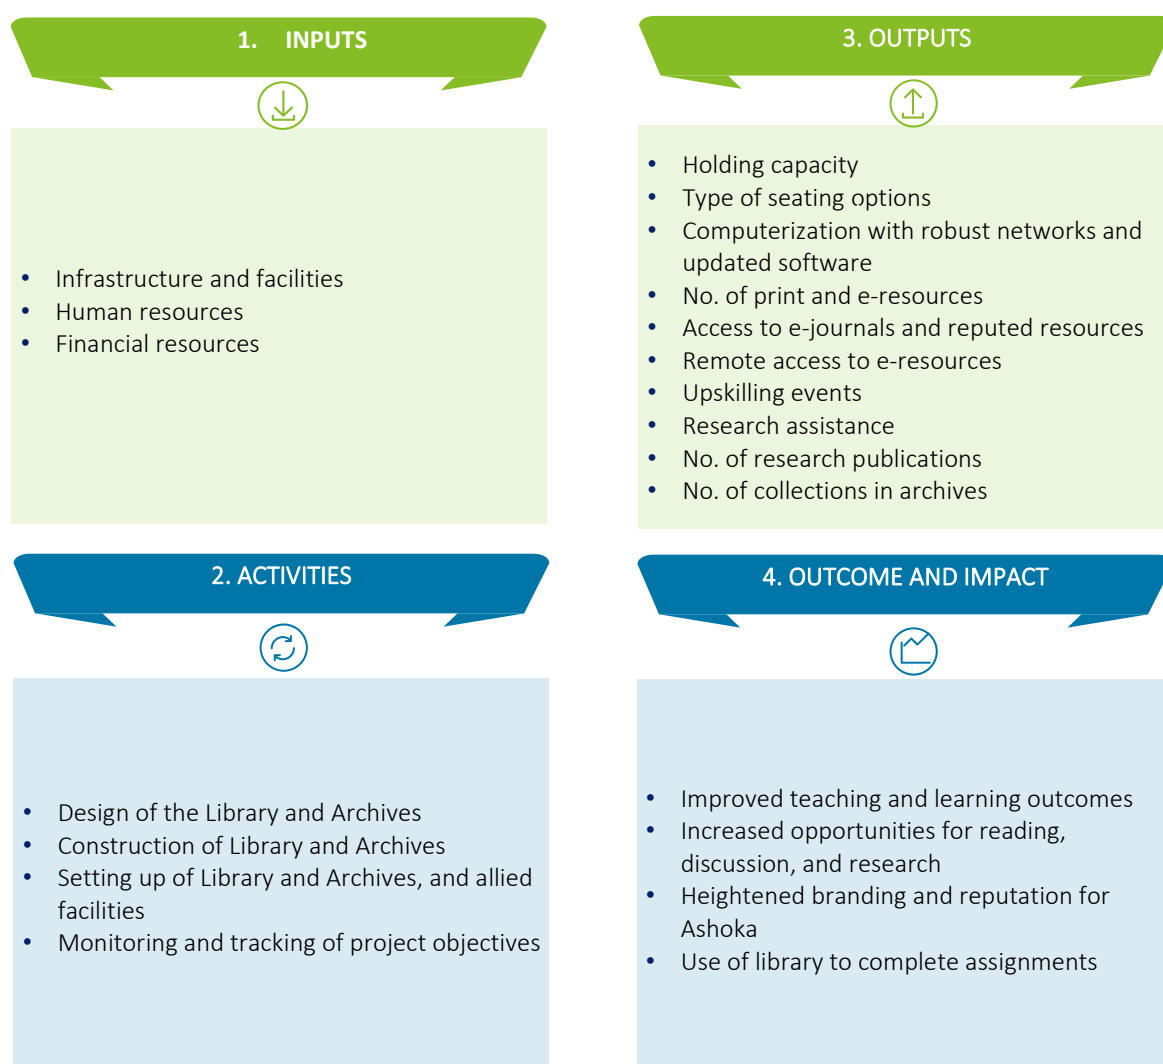 1. INPUTS
• Infrastructure and facilities
• Human resources
• Financial resources
2. ACTIVITIES
• Design of the Library and Archives
• Construction of Library and Archives
• Setting up of Library and Archives, and allied
facilities
• Monitoring and tracking of project objectives
3. OUTPUTS
• Holding capacity
• Type of seating options
• Computerization with robust networks and
updated software
• No. of print and e-resources
• Access to e-journals and reputed resources
• Remote access to e-resources
• Upskilling events
• Research assistance
• No. of research publications
• No. of collections in archives
4. OUTCOME AND IMPACT
• Improved teaching and learning outcomes
• Increased opportunities for reading,
discussion, and research
• Heightened branding and reputation for
Ashoka
• Use of library to complete assignments